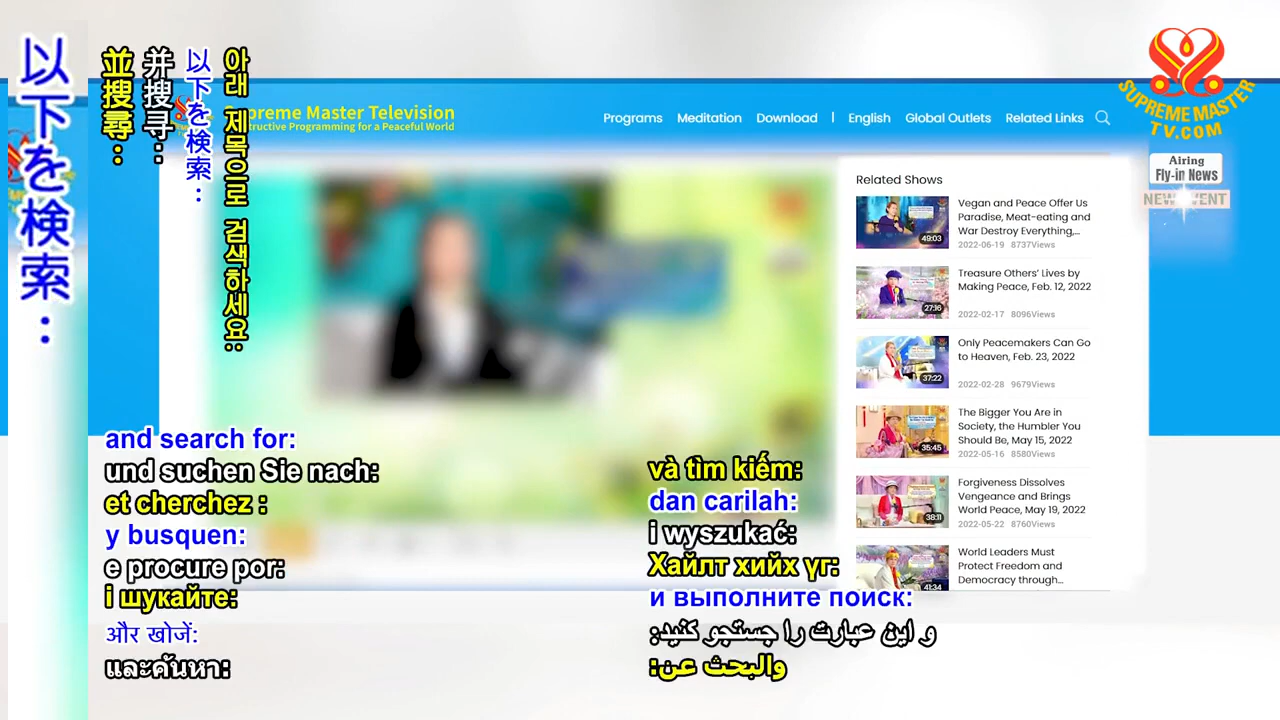 以下を検索：
並搜尋：
并搜寻：
以下を検索：
아래 제목으로 검색하세요:
Supreme Master Television
Constructive Programming for a Peaceful World
Programs
Meditation
Download
English
Global Outlets
Related Links
SUPREME MASTER
TV.COM
Airing
Fly-in News
NEW EVENT
Related Shows
Vegan and Peace Offer Us
Paradise, Meat-eating and
War Destroy Everything,...
2022-06-19 8737Views
49:03
Treasure Others' Lives by
Making Peace, Feb. 12, 2022
2022-02-17 8096Views
27:16
Only Peacemakers Can Go
to Heaven, Feb. 23, 2022
2022-02-28 9679Views
37:22
The Bigger You Are in
Society, the Humbler You
Should Be, May 15, 2022
2022-05-16 8580Views
35:45
Forgiveness Dissolves
Vengeance and Brings
World Peace, May 19, 2022
2022-05-22 8760Views
38:11
World Leaders Must
Protect Freedom and
Democracy through...
41:34
and search for:
und suchen Sie nach:
et cherchez :
y busquen:
e procure por:
і шукайте:
और खोजें:
และค้นหา:
và tìm kiếm:
dan carilah:
i wyszukać:
Хайлт хийх үг:
и выполните поиск:
و این عبارت را جستجو کنید:
والبحث عن: